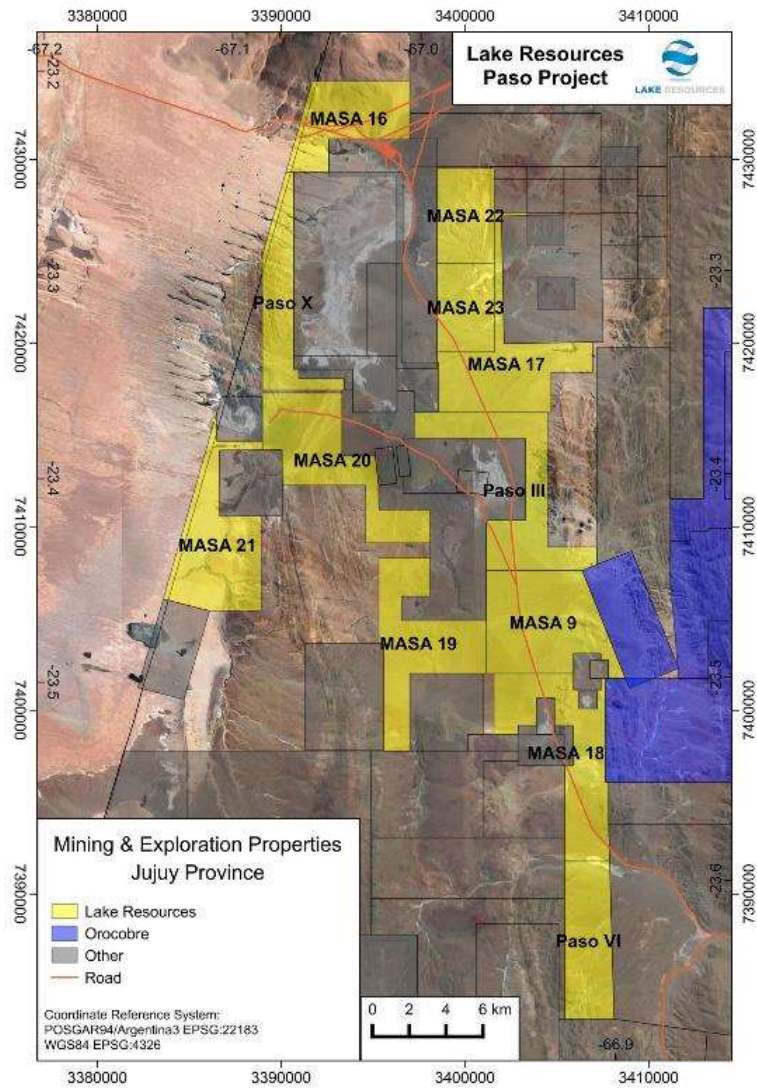 3380000 3390000 3400000 3410000
-67.2 -67.1 -67.0
Lake Resources
Paso Project
LAKE RESOURCES
-23.2
7430000 7430000
MASA 16
MASA 22
-23.3 -23.3
Paso X
MASA 23
7420000 7420000
MASA 17
-23.4 -23.4
MASA 20
Paso III
7410000 7410000
MASA 21
MASA 9
MASA 19
-23.5 -23.5
7400000 7400000
MASA 18
Mining & Exploration Properties
Jujuy Province
7390000 7390000
-23.6
Lake Resources
Orocobre
Other
Road
Paso VI
Coordinate Reference System:
POSGAR94/Argentina3 EPSG:22183
WGS84 EPSG:4326
0 2 4 6 km
-66.9
3380000 3390000 3400000 3410000